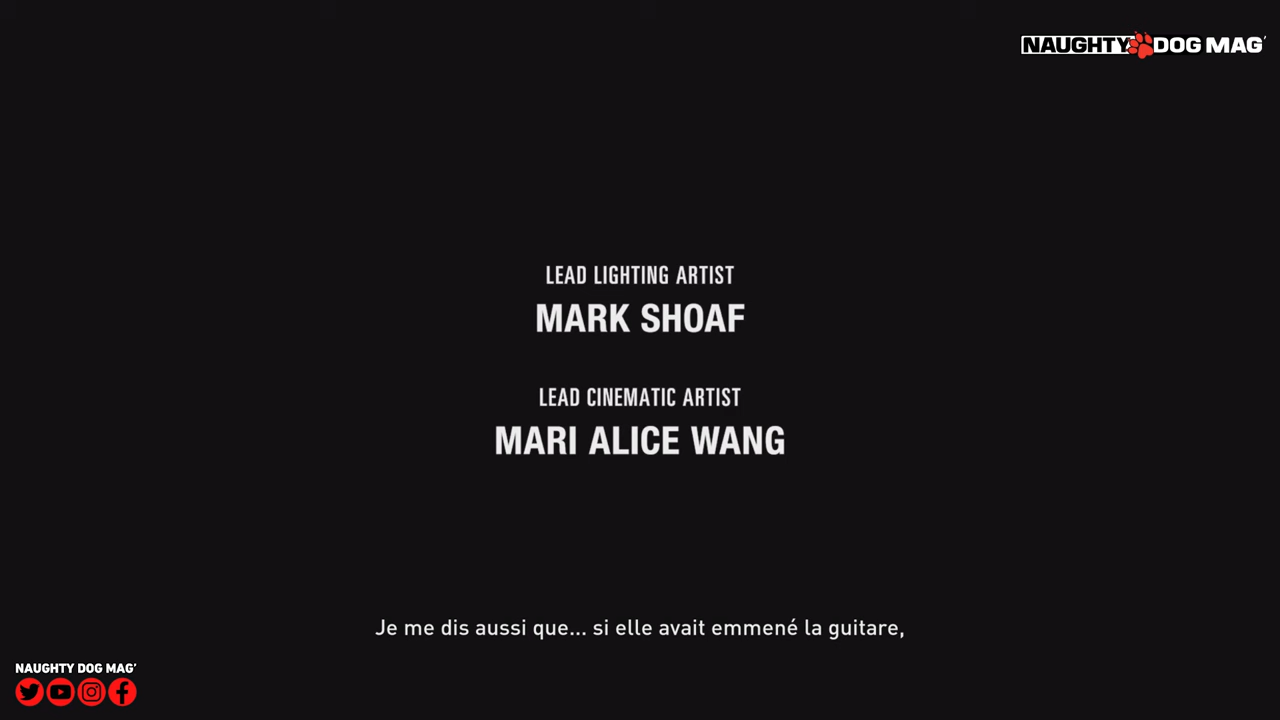 NAUGHTY DOG MAG'
LEAD LIGHTING ARTIST
MARK SHOAF
LEAD CINEMATIC ARTIST
MARI ALICE WANG
Je me dis aussi que... si elle avait emmené la guitare,
NAUGHTY DOG MAG'